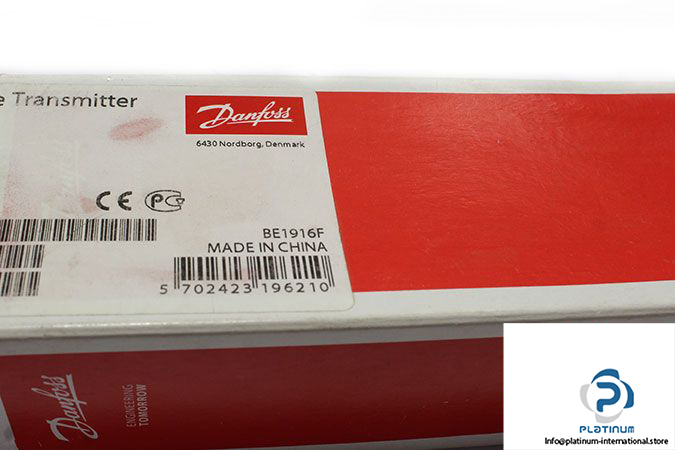 e Transmitter
Danfoss
6430 Nordborg, Denmark
CE PG
BE1916F
MADE IN CHINA
5 702423 196210
Danfoss
ENGINEERING
TOMORROW
PLATINUM
Info@platinum-international.store